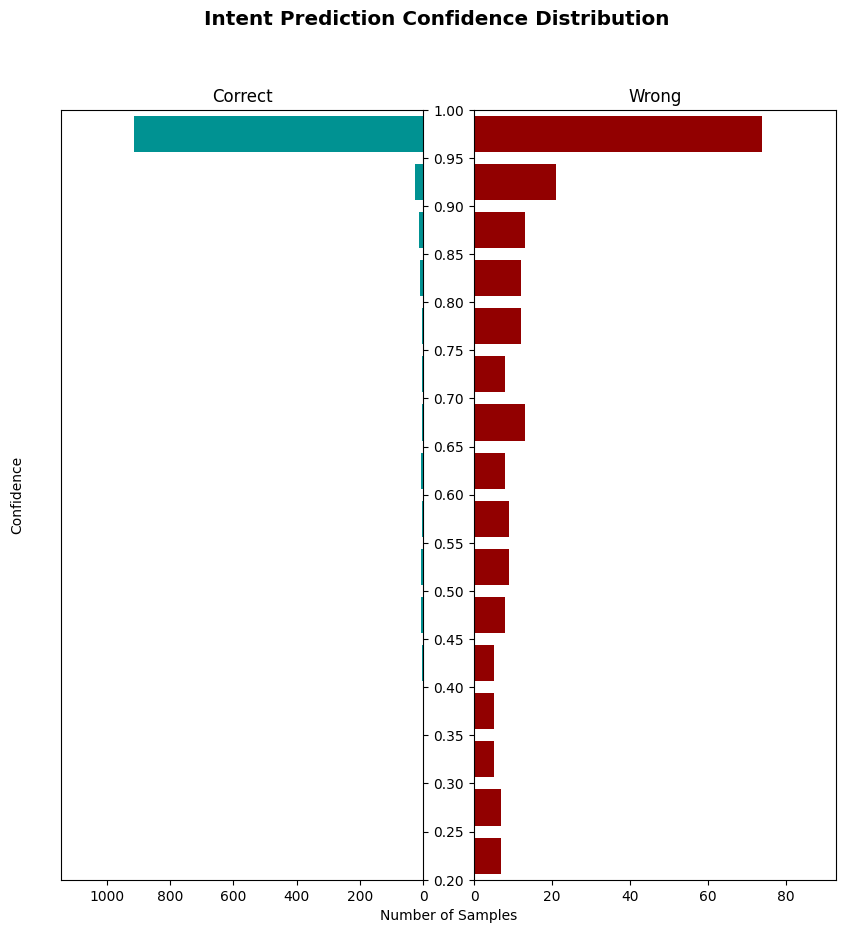 Intent Prediction Confidence Distribution
Correct
Wrong
1.00
0.95
0.90
0.85
0.80
0.75
0.70
0.65
0.60
0.55
0.50
0.45
0.40
0.35
0.30
0.25
0.20
Confidence
1000 800 600 400 200 0
0 20 40 60 80
Number of Samples